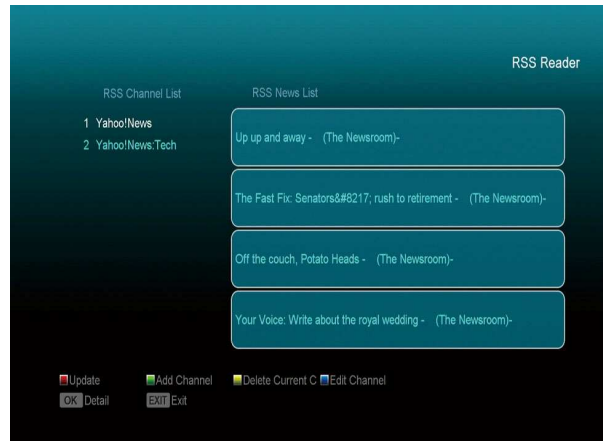 RSS Reader
RSS Channel List
RSS News List
1 Yahoo!News
2 Yahoo!News:Tech
Up up and away - (The Newsroom)-
The Fast Fix: Senators&#8217; rush to retirement - (The Newsroom)-
Off the couch, Potato Heads - (The Newsroom)-
Your Voice: Write about the royal wedding - (The Newsroom)-
Update Add Channel Delete Current C Edit Channel
OK Detail EXIT Exit